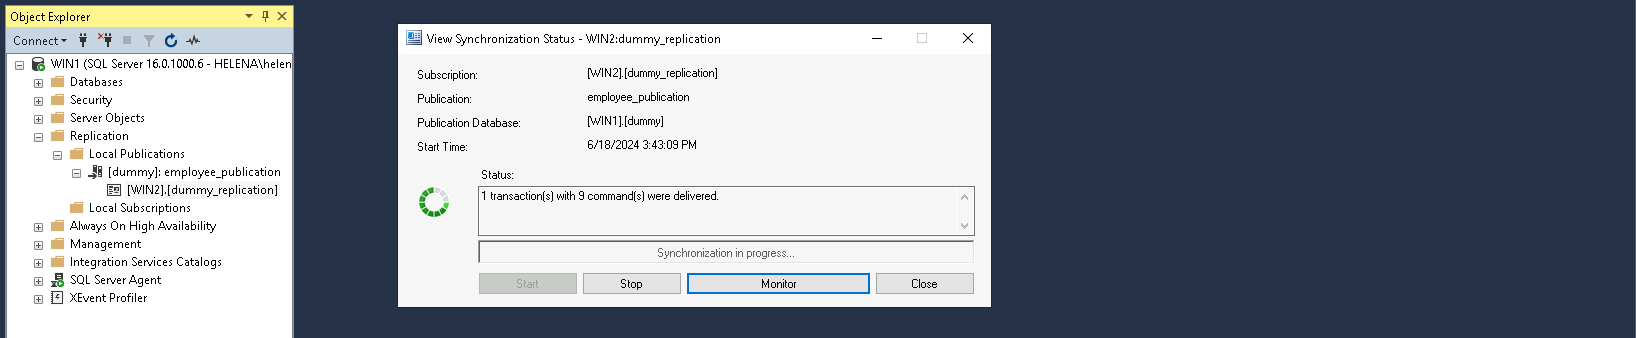 Object Explorer
Connect
WIN1 (SQL Server 16.0.1000.6 - HELENA\helen
Databases
Security
Server Objects
Replication
Local Publications
[dummy]: employee_publication
[WIN2].[dummy_replication]
Local Subscriptions
Always On High Availability
Management
Integration Services Catalogs
SQL Server Agent
XEvent Profiler
View Synchronization Status - WIN2:dummy_replication
Subscription: [WIN2].[dummy_replication]
Publication: employee_publication
Publication Database: [WIN1].[dummy]
Start Time: 6/18/2024 3:43:09 PM
Status:
1 transaction(s) with 9 command(s) were delivered.
Synchronization in progress...
Start Stop Monitor Close